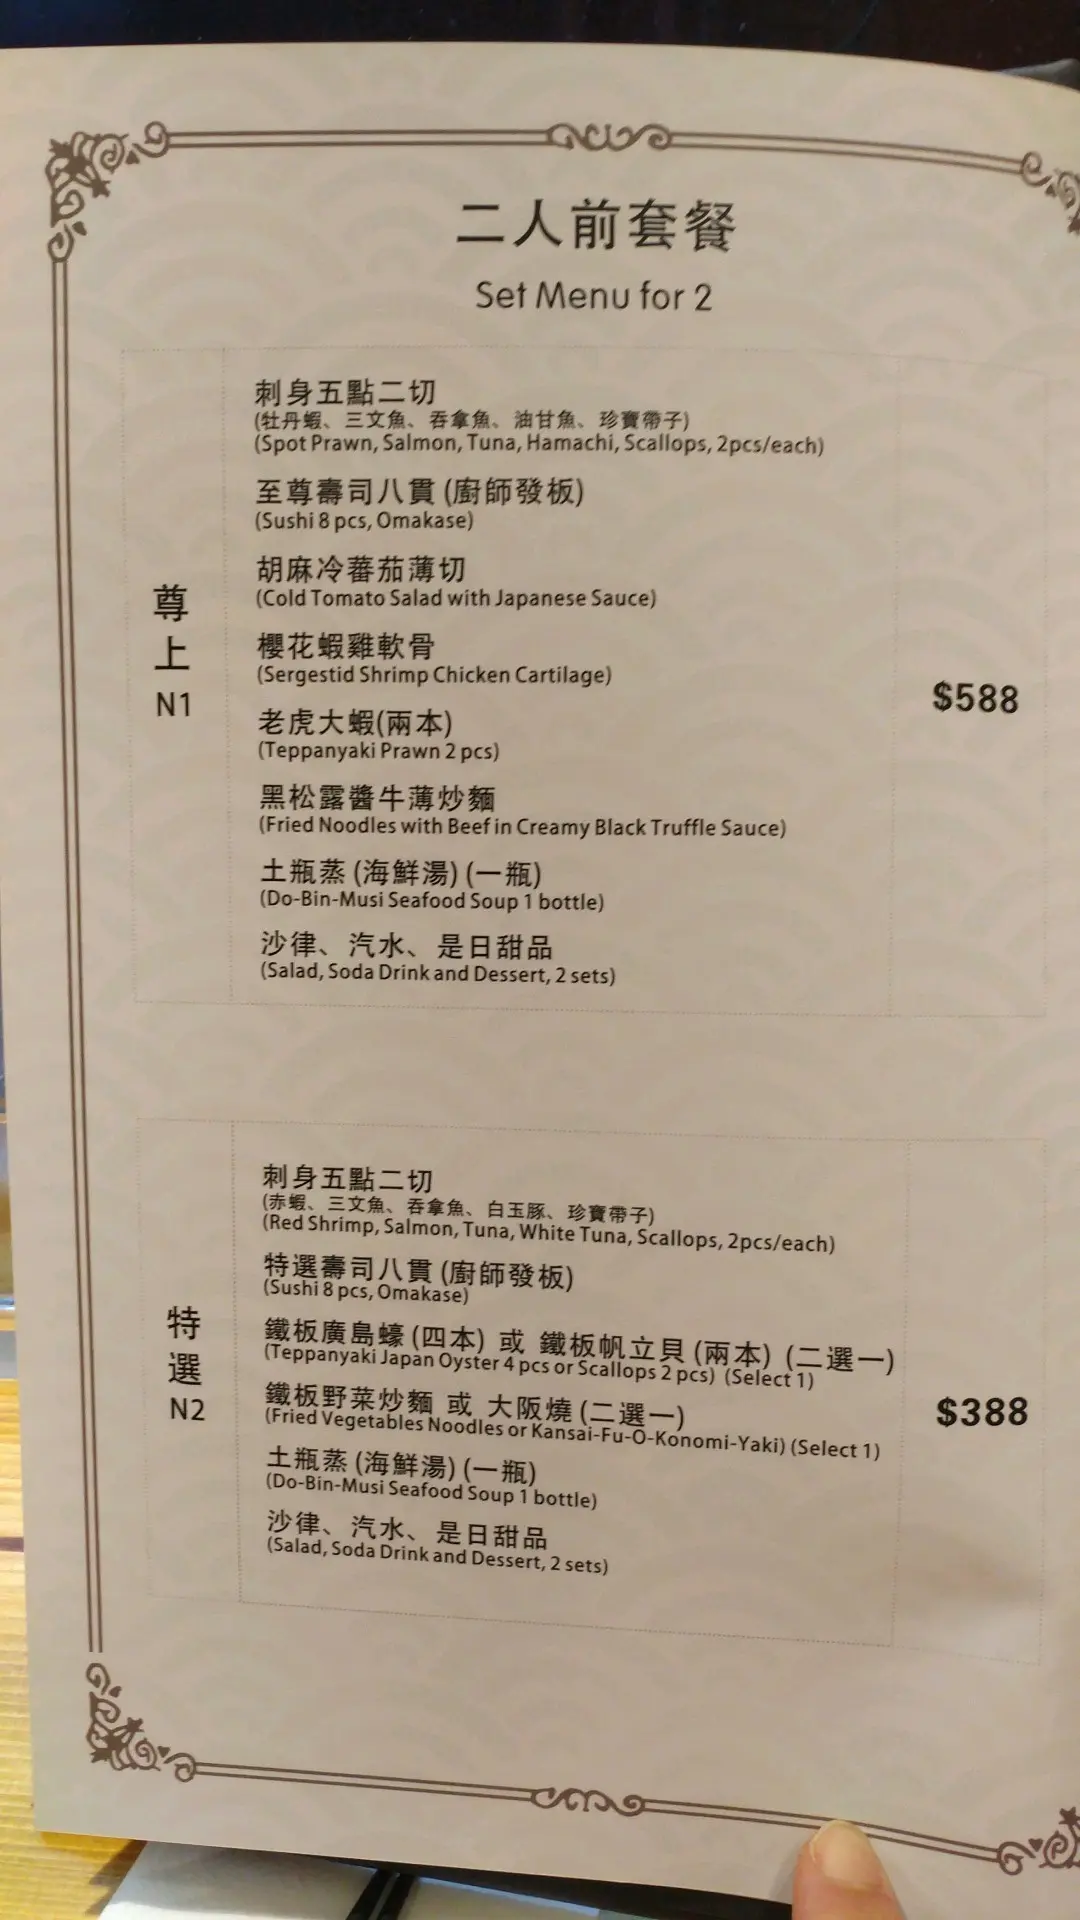 二人前套餐
Set Menu for 2
尊上
N1
刺身五點二切
(牡丹蝦、三文魚、吞拿魚、油甘魚、珍寶帶子)
(Spot Prawn, Salmon, Tuna, Hamachi, Scallops, 2pcs/each)
至尊壽司八貫 (廚師發板)
(Sushi 8 pcs, Omakase)
胡麻冷蕃茄薄切
(Cold Tomato Salad with Japanese Sauce)
櫻花蝦雞軟骨
(Sergestid Shrimp Chicken Cartilage)
老虎大蝦(兩本)
(Teppanyaki Prawn 2 pcs)
黑松露醬牛薄炒麵
(Fried Noodles with Beef in Creamy Black Truffle Sauce)
土瓶蒸 (海鮮湯) (一瓶)
(Do-Bin-Musi Seafood Soup 1 bottle)
沙律、汽水、是日甜品
(Salad, Soda Drink and Dessert, 2 sets)
$588
特選
N2
刺身五點二切
(赤蝦、三文魚、吞拿魚、白玉豚、珍寶帶子)
(Red Shrimp, Salmon, Tuna, White Tuna, Scallops, 2pcs/each)
特選壽司八貫 (廚師發板)
(Sushi 8 pcs, Omakase)
鐵板廣島蠔 (四本) 或 鐵板帆立貝 (兩本) (二選一)
(Teppanyaki Japan Oyster 4 pcs or Scallops 2 pcs) (Select 1)
鐵板野菜炒麵 或 大阪燒 (二選一)
(Fried Vegetables Noodles or Kansai-Fu-O-Konomi-Yaki) (Select 1)
土瓶蒸 (海鮮湯) (一瓶)
(Do-Bin-Musi Seafood Soup 1 bottle)
沙律、汽水、是日甜品
(Salad, Soda Drink and Dessert, 2 sets)
$388